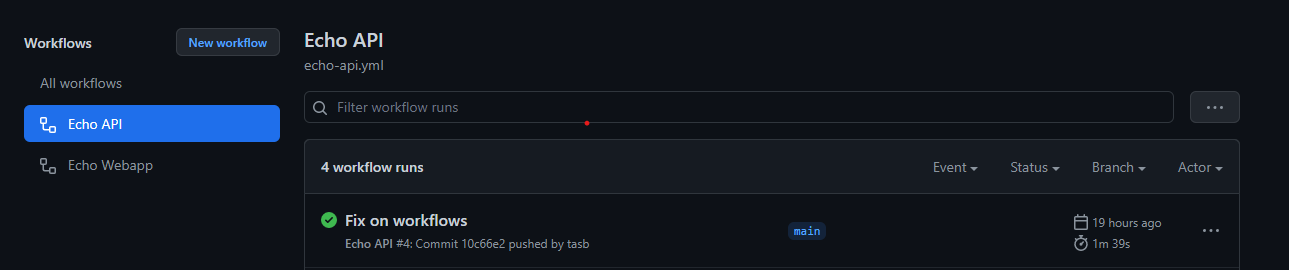 Workflows
New workflow
All workflows
Echo API
Echo Webapp
Echo API
echo-api.yml
Filter workflow runs
4 workflow runs
Event
Status
Branch
Actor
Fix on workflows
Echo API #4: Commit 10c66e2 pushed by tasb
main
19 hours ago
1m 39s